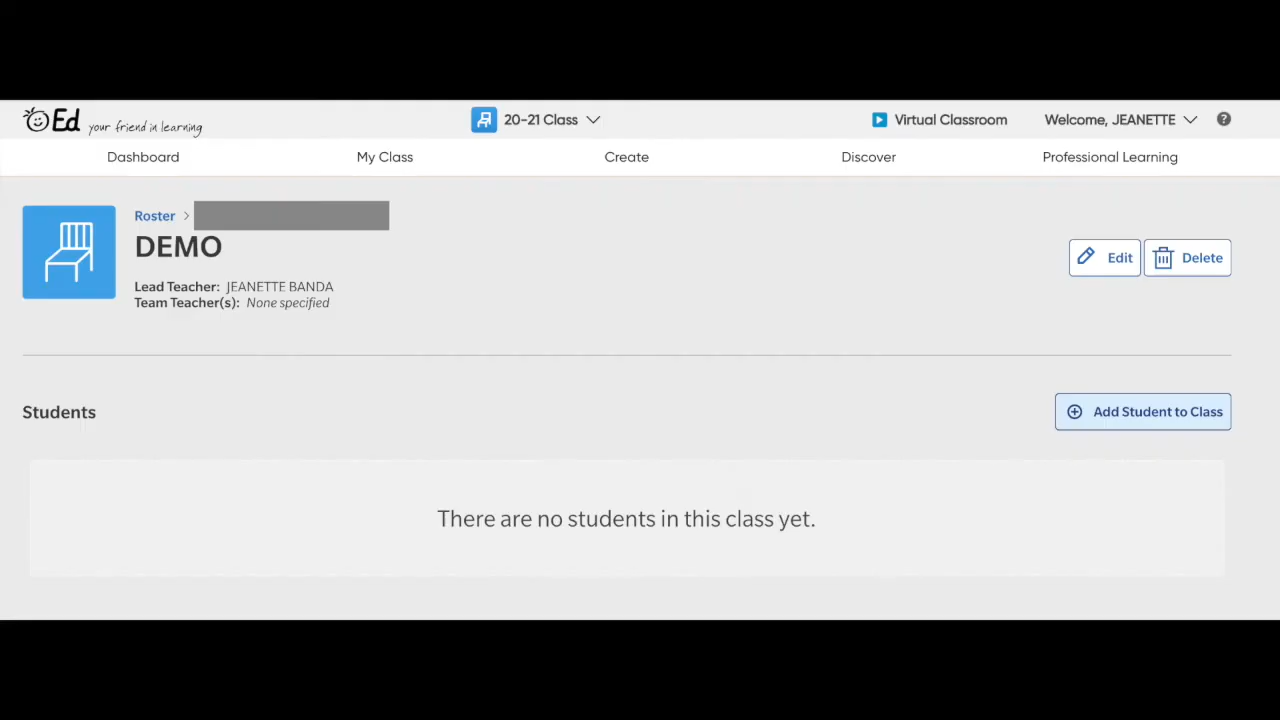 Ed your friend in learning
20-21 Class
Virtual Classroom
Welcome, JEANETTE
?
Dashboard
My Class
Create
Discover
Professional Learning
Roster >
DEMO
Lead Teacher: JEANETTE BANDA
Team Teacher(s): None specified
Edit
Delete
Students
Add Student to Class
There are no students in this class yet.